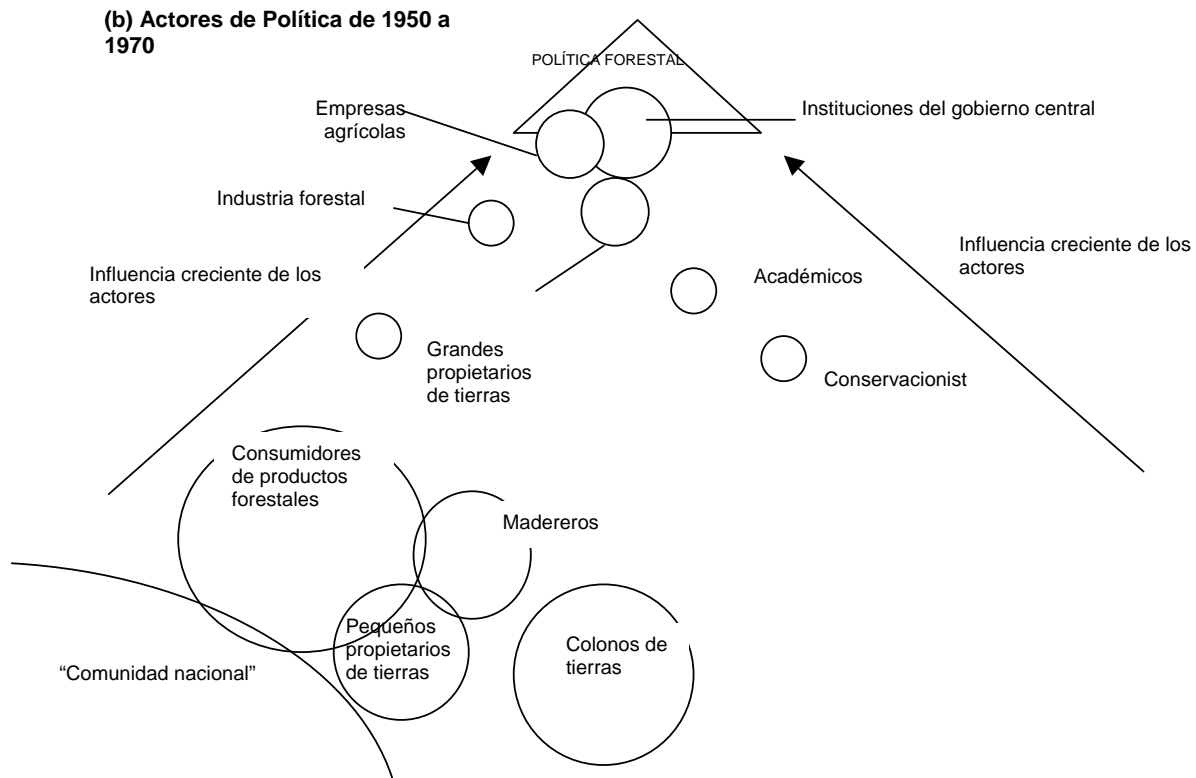 (b) Actores de Política de 1950 a
1970
POLÍTICA FORESTAL
Empresas
agrícolas
Instituciones del gobierno central
Industria forestal
Influencia creciente de los
actores
Influencia creciente de los
actores
Académicos
Grandes
propietarios
de tierras
Conservacionist
Consumidores
de productos
forestales
Madereros
Pequeños
propietarios
de tierras
Colonos de
tierras
“Comunidad nacional”